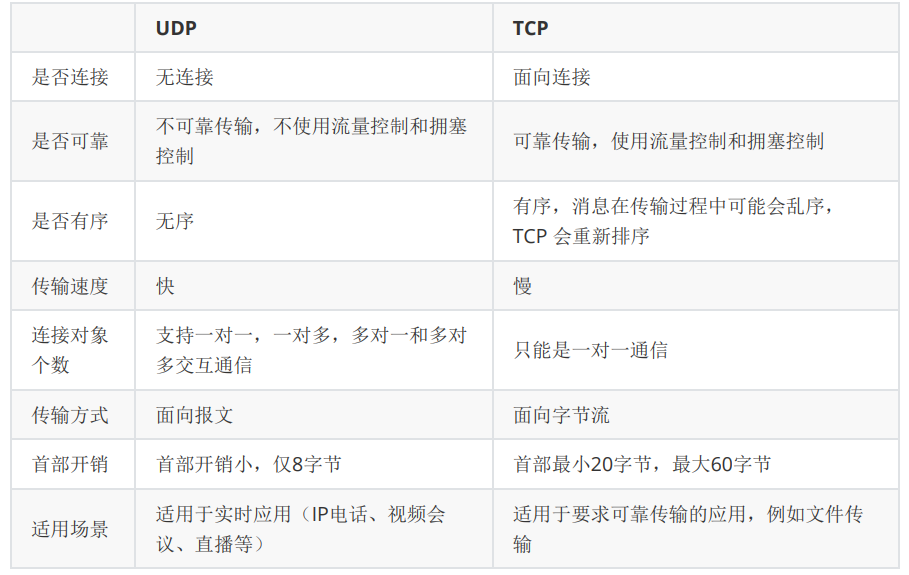 UDP
TCP
是否连接
无连接
面向连接
是否可靠
不可靠传输，不使用流量控制和拥塞
控制
可靠传输，使用流量控制和拥塞控制
是否有序
无序
有序，消息在传输过程中可能会乱序，
TCP 会重新排序
传输速度
快
慢
连接对象
个数
支持一对一，一对多，多对一和多对
多交互通信
只能是一对一通信
传输方式
面向报文
面向字节流
首部开销
首部开销小，仅8字节
首部最小20字节，最大60字节
适用场景
适用于实时应用（IP电话、视频会
议、直播等）
适用于要求可靠传输的应用，例如文件传
输